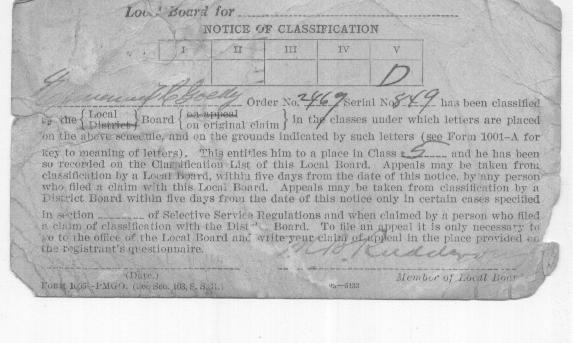 Local Board for
NOTICE OF CLASSIFICATION
I II III IV V
D
Order No. 2469 Serial No. 849 has been classified
by the { Local District } Board { on appeal on original claim } in the classes under which letters are placed
on the above schedule, and on the grounds indicated by such letters (see Form 1001–A for
key to meaning of letters). This entitles him to a place in Class 5 and he has been
so recorded on the Classification List of this Local Board. Appeals may be taken from
classification by a Local Board, within five days from the date of this notice, by any person
who filed a claim with this Local Board. Appeals may be taken from classification by a
District Board within five days from the date of this notice only in certain cases specified
in section ________ of Selective Service Regulations and when claimed by a person who filed
a claim of classification with the Dist Board. To file an appeal it is only necessary to
go to the office of the Local Board and write your claim of appeal in the place provided on
the registrant's questionnaire.
(Date.) Member of Local Board
Form 1005–PMGO. (See Sec. 103, S. S. R.)